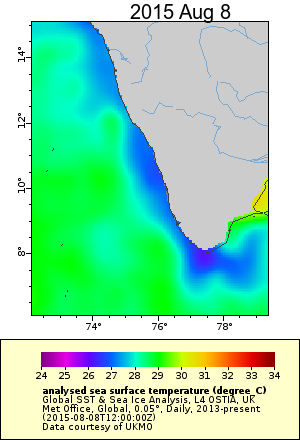 2015 Aug 8
14°
12°
10°
8°
74°
76°
78°
24 25 26 27 28 29 30 31 32 33 34
analysed sea surface temperature (degree_C)
Global SST & Sea Ice Analysis, L4 OSTIA, UK
Met Office, Global, 0.05°, Daily, 2013-present
(2015-08-08T12:00:00Z)
Data courtesy of UKMO